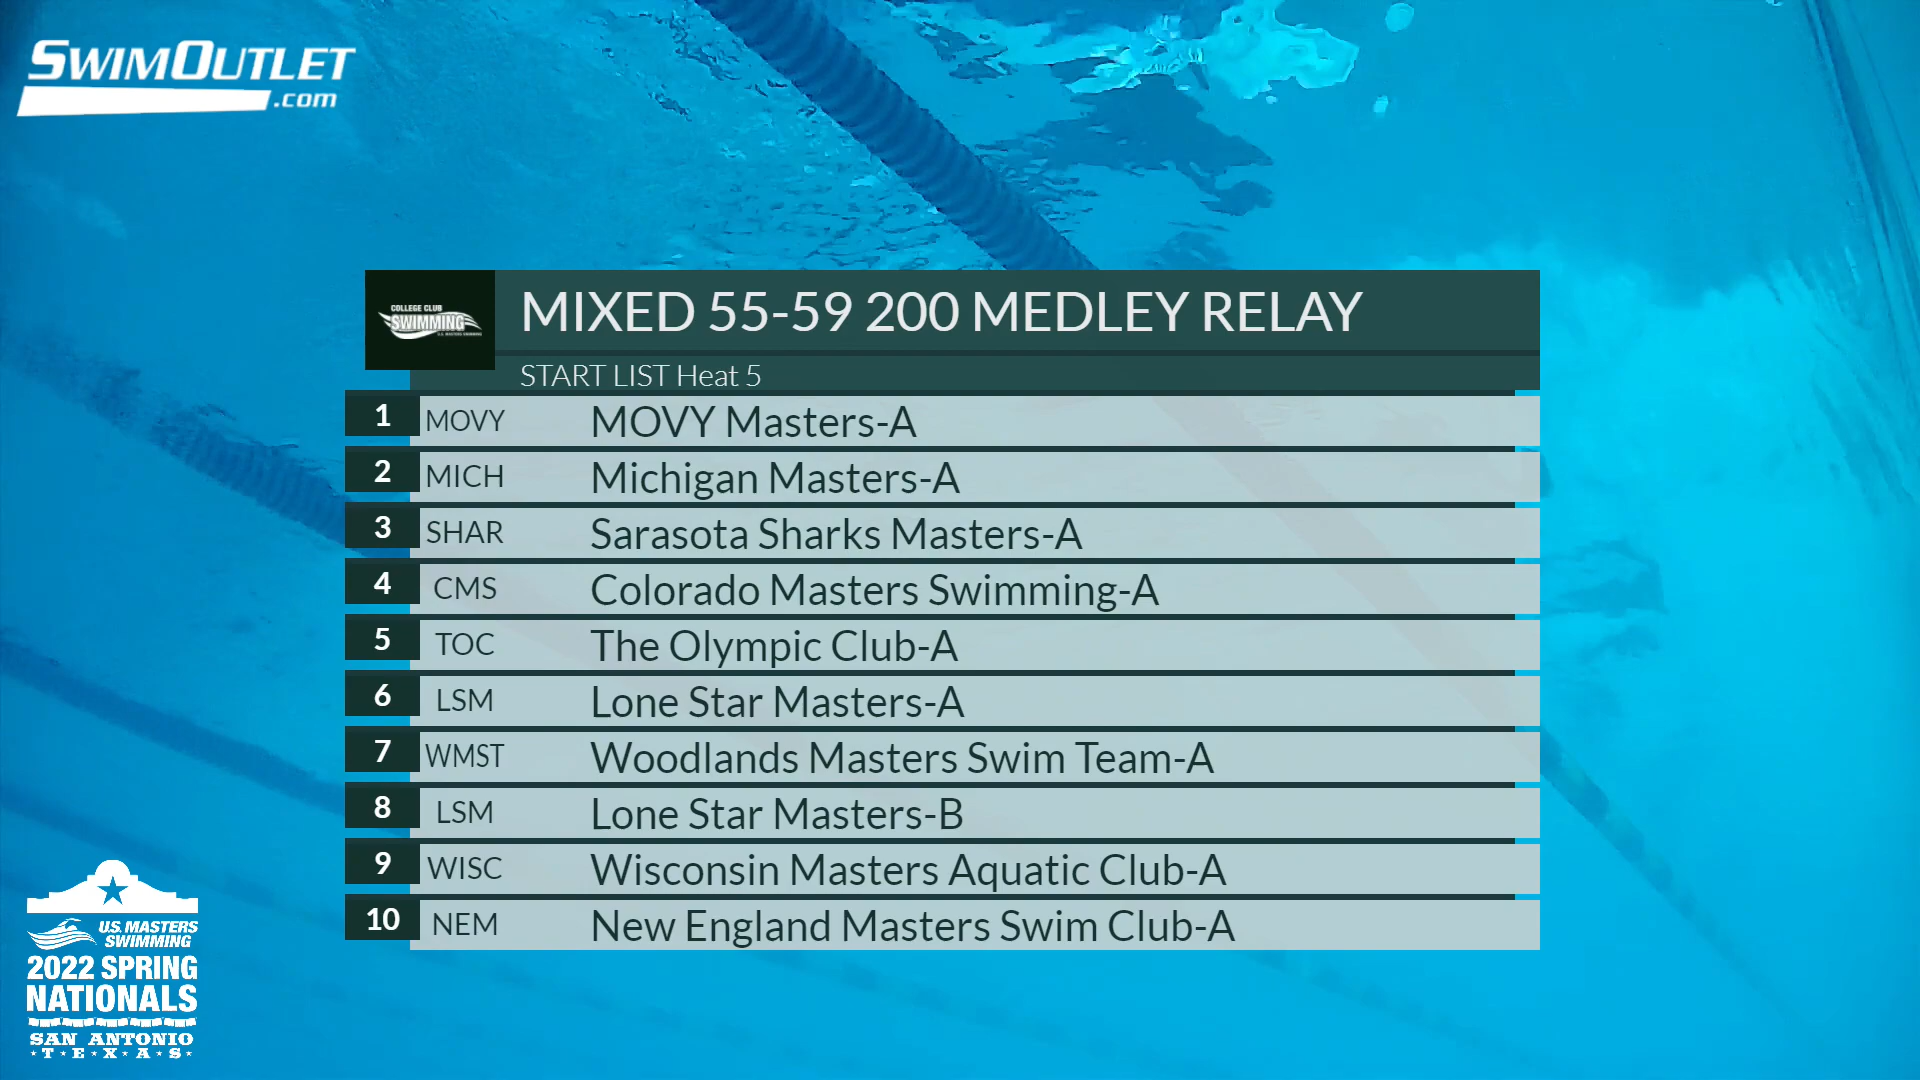 SWIMOUTLET
.com
COLLEGE CLUB
SWIMMING
U.S. MASTERS SWIMMING
MIXED 55-59 200 MEDLEY RELAY
START LIST Heat 5
1 MOVY MOVY Masters-A
2 MICH Michigan Masters-A
3 SHAR Sarasota Sharks Masters-A
4 CMS Colorado Masters Swimming-A
5 TOC The Olympic Club-A
6 LSM Lone Star Masters-A
7 WMST Woodlands Masters Swim Team-A
8 LSM Lone Star Masters-B
9 WISC Wisconsin Masters Aquatic Club-A
10 NEM New England Masters Swim Club-A
U.S. MASTERS
SWIMMING
2022 SPRING
NATIONALS
SAN ANTONIO
T·E·X·A·S